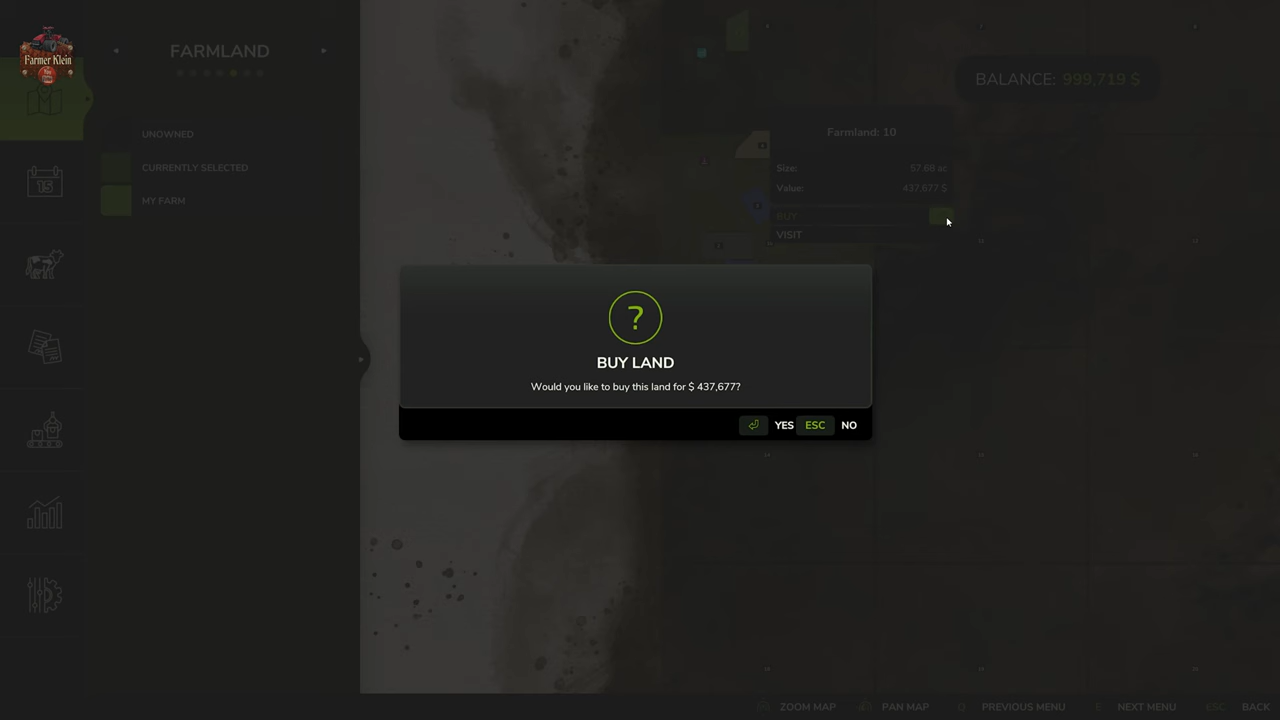 Farmer Klein
FARMLAND
BALANCE: 999,719 $
UNOWNED
CURRENTLY SELECTED
MY FARM
15
Farmland: 10
Size: 57.68 ac
Value: 437,677 $
BUY
VISIT
?
BUY LAND
Would you like to buy this land for $ 437,677?
YES ESC NO
ZOOM MAP PAN MAP Q PREVIOUS MENU E NEXT MENU ESC BACK